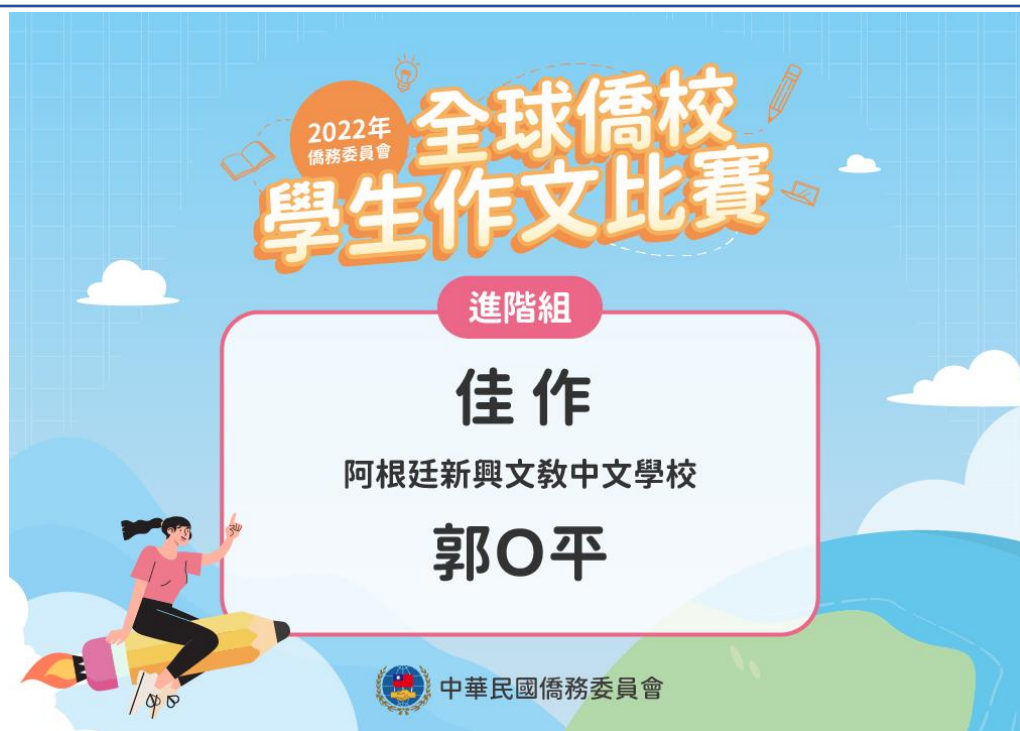 2022年
僑務委員會
全球僑校
學生作文比賽
進階組
佳作
阿根廷新興文教中文學校
郭O平
中華民國僑務委員會